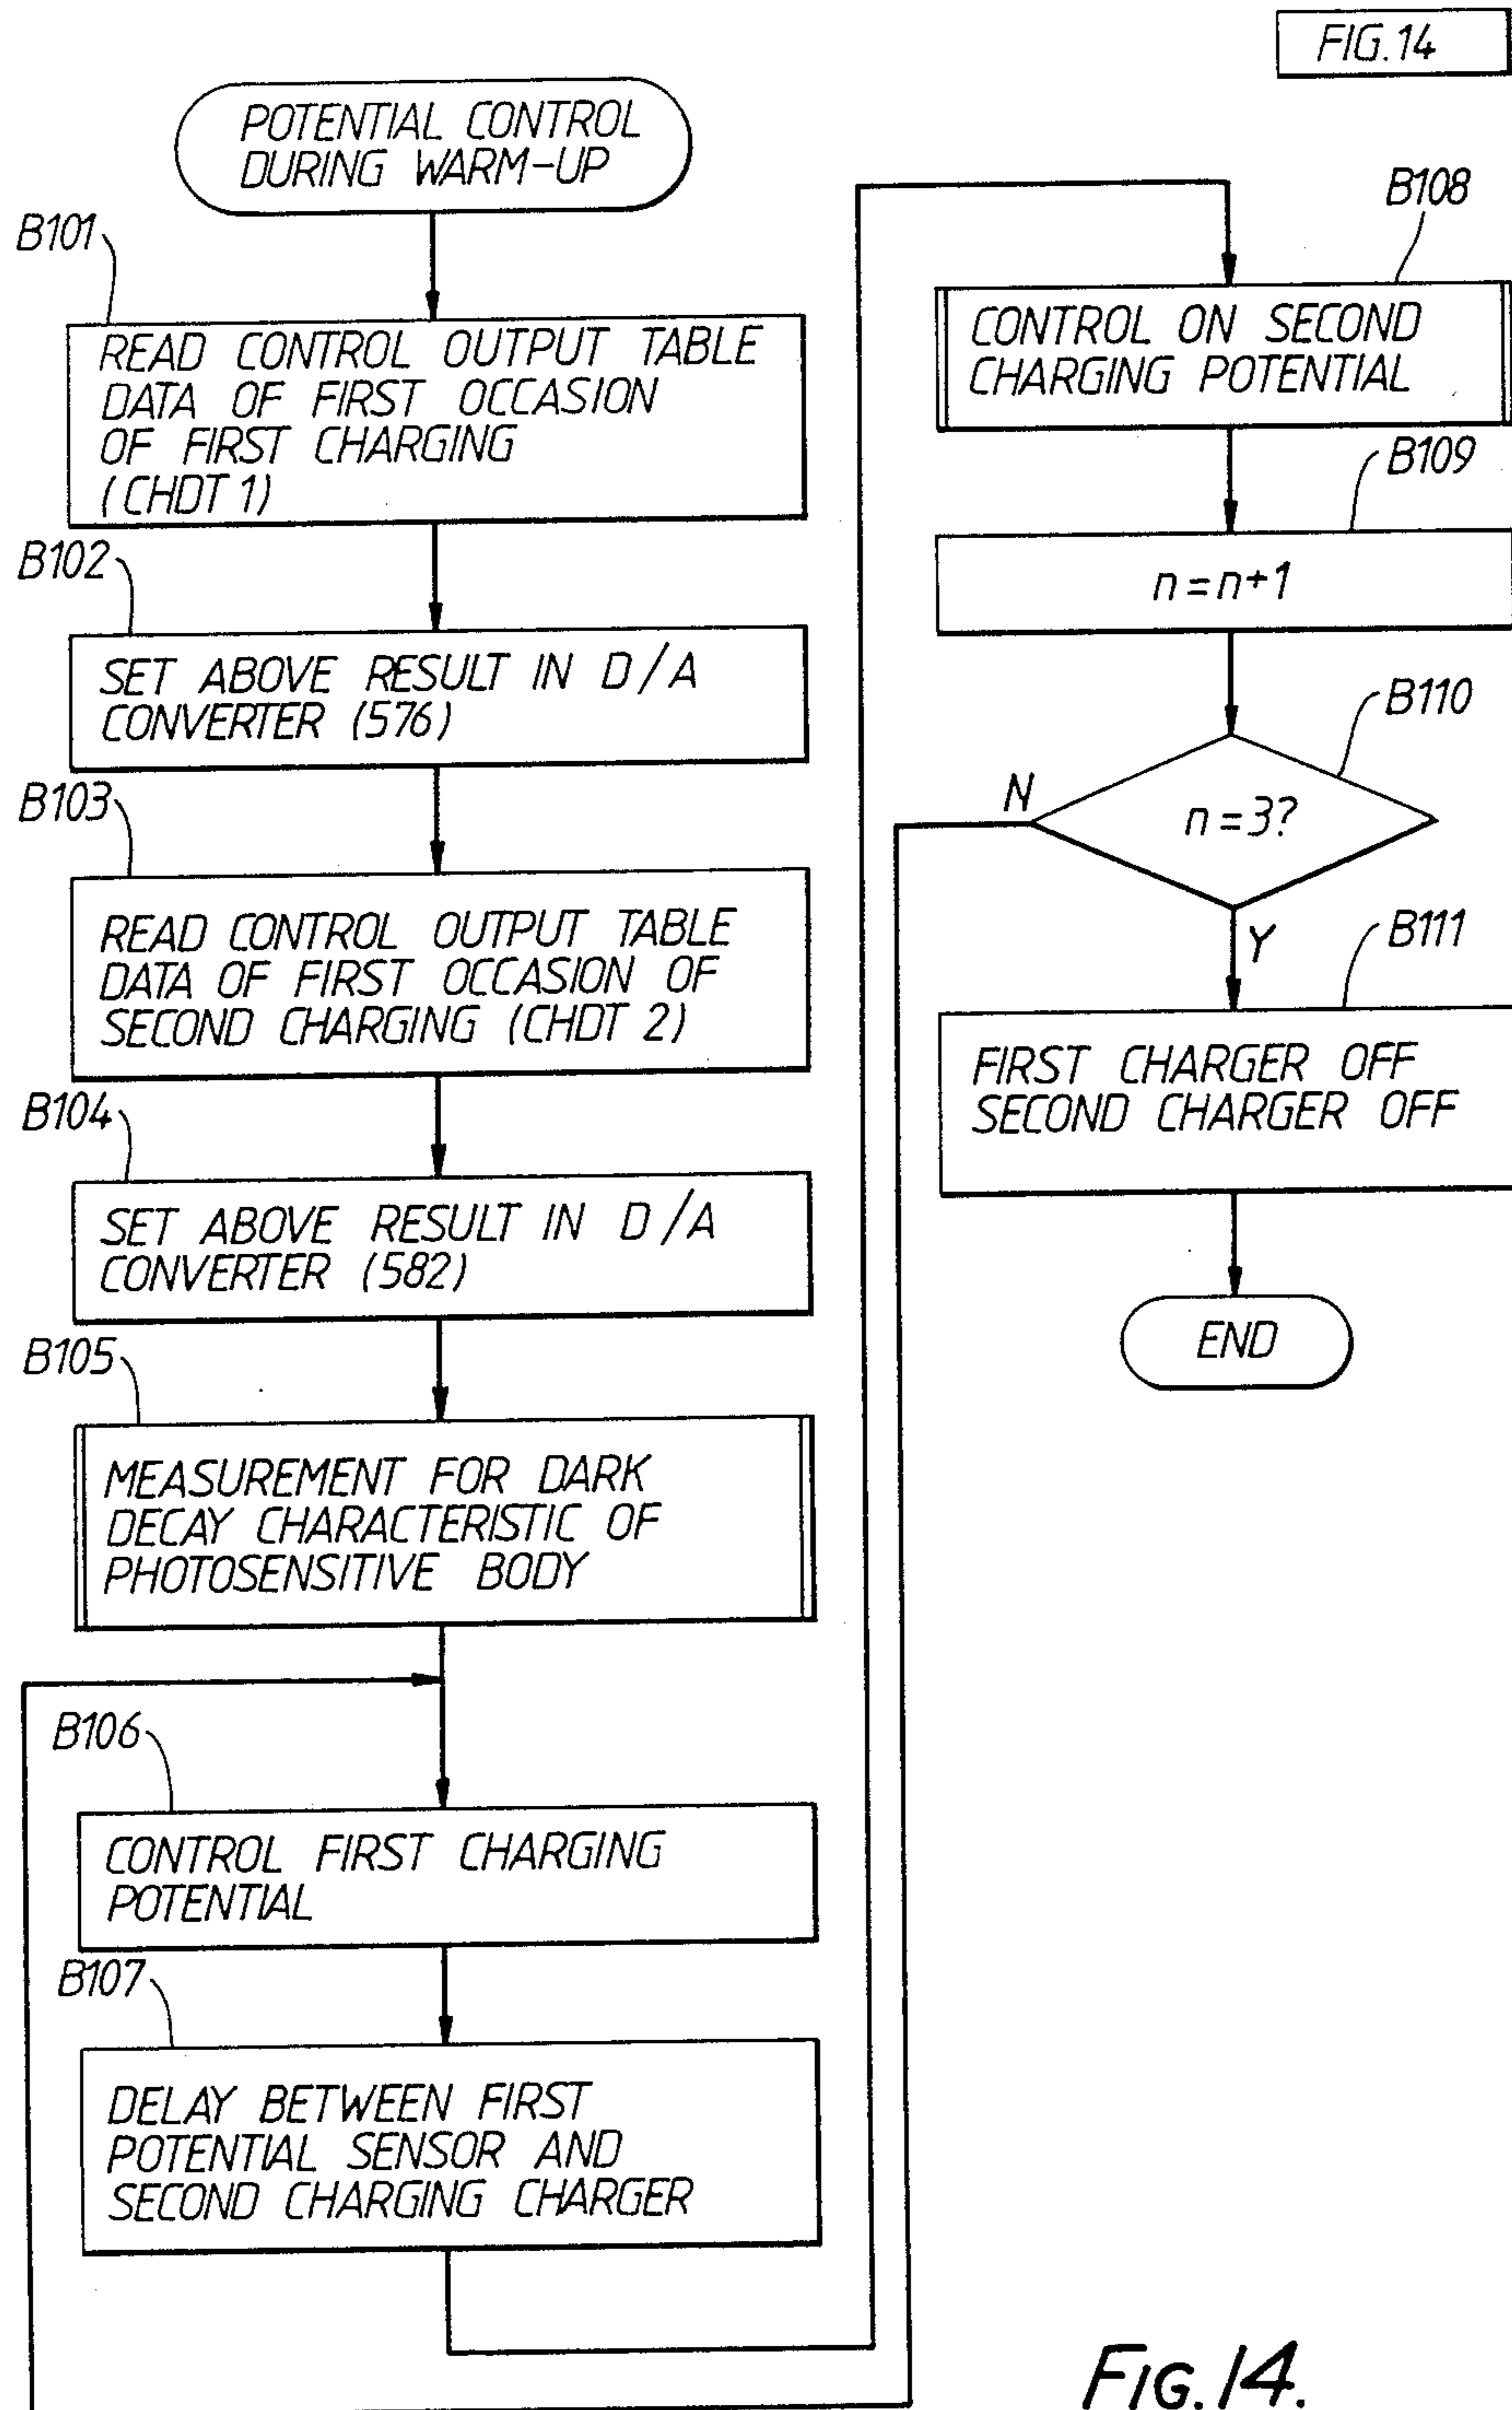 FIG.14
POTENTIAL CONTROL
DURING WARM-UP
B101
READ CONTROL OUTPUT TABLE
DATA OF FIRST OCCASION
OF FIRST CHARGING
(CHDT 1)
B102
SET ABOVE RESULT IN D/A
CONVERTER (576)
B103
READ CONTROL OUTPUT TABLE
DATA OF FIRST OCCASION OF
SECOND CHARGING (CHDT 2)
B104
SET ABOVE RESULT IN D/A
CONVERTER (582)
B105
MEASUREMENT FOR DARK
DECAY CHARACTERISTIC OF
PHOTOSENSITIVE BODY
B106
CONTROL FIRST CHARGING
POTENTIAL
B107
DELAY BETWEEN FIRST
POTENTIAL SENSOR AND
SECOND CHARGING CHARGER
B108
CONTROL ON SECOND
CHARGING POTENTIAL
B109
n=n+1
B110
N
n=3?
Y
B111
FIRST CHARGER OFF
SECOND CHARGER OFF
END
FIG.14.